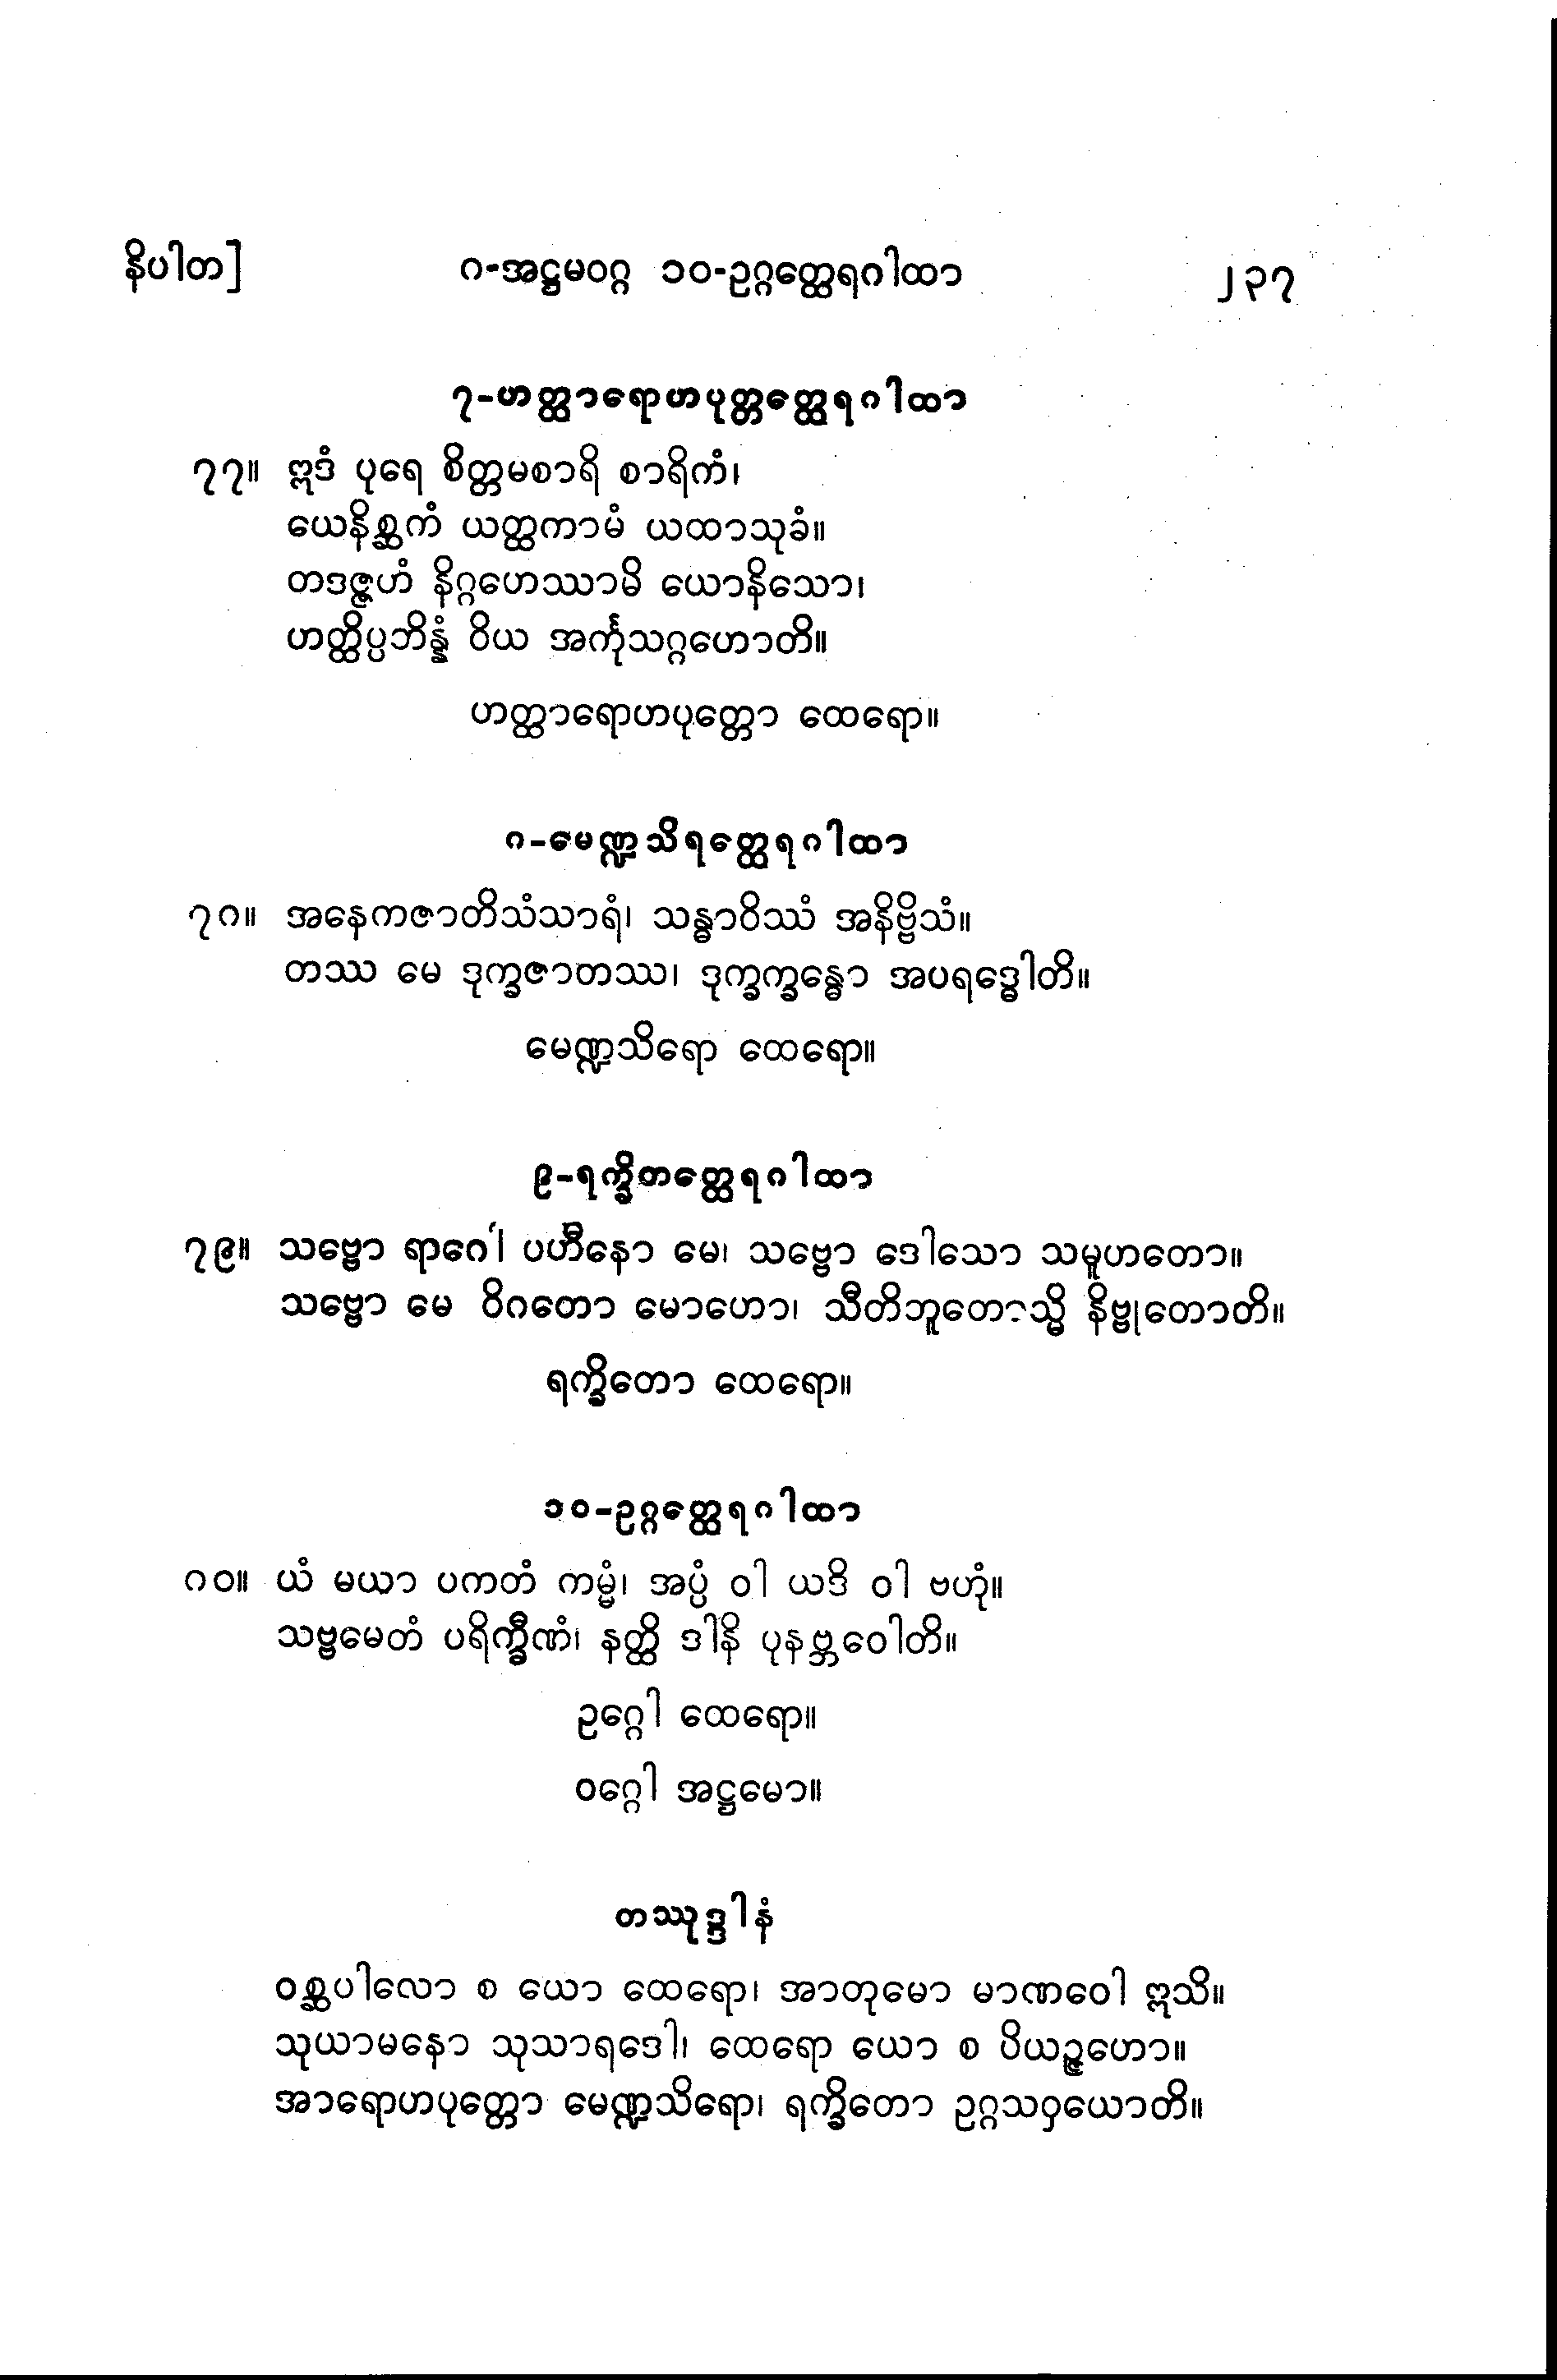 နိပါတ]	၈-အဋ္ဌမဝဂ္ဂ ၁၀-ဥဂ္ဂတ္ထေရဂါထာ	၂၃၇
၇-ဟတ္ထာရောဟပုတ္တတ္ထေရဂါထာ
၇၇။ ဣဒံ ပုရေ စိတ္တမစာရိ စာရိကံ၊
ယေနိစ္ဆကံ ယတ္ထကာမံ ယထာသုခံ။
တဒဇ္ဇဟံ နိဂ္ဂဟေဿာမိ ယောနိသော၊
ဟတ္ထိပ္ပဘိန္နံ ဝိယ အင်္ကုသဂ္ဂဟောတိ။
ဟတ္ထာရောဟပုတ္တော ထေရော။
၈-မေဏ္ဍသိရတ္ထေရဂါထာ
၇၈။ အနေကဇာတိသံသာရံ၊ သန္ဓာဝိဿံ အနိဗ္ဗိသံ။
တဿ မေ ဒုက္ခဇာတဿ၊ ဒုက္ခက္ခန္ဓော အပရဒ္ဓေါတိ။
မေဏ္ဍသိရော ထေရော။
၉-ရက္ခိတတ္ထေရဂါထာ
၇၉။ သဗ္ဗော ရာဂေါ ပဟီနော မေ၊ သဗ္ဗော ဒေါသော သမူဟတော။
သဗ္ဗော မေ ဝိဂတော မောဟော၊ သီတိဘူတောသ္မိ နိဗ္ဗုတောတိ။
ရက္ခိတော ထေရော။
၁၀-ဥဂ္ဂတ္ထေရဂါထာ
၈၀။ ယံ မယာ ပကတံ ကမ္မံ၊ အပ္ပံ ဝါ ယဒိ ဝါ ဗဟုံ။
သဗ္ဗမေတံ ပရိက္ခီဏံ၊ နတ္ထိ ဒါနိ ပုနဗ္ဘဝေါတိ။
ဥဂ္ဂေါ ထေရော။
ဝဂ္ဂေါ အဋ္ဌမော။
တဿုဒ္ဒါနံ
ဝစ္ဆပါလော စ ယော ထေရော၊ အာတုမော မာဏဝေါ ဣသိ။
သုယာမနော သုသာရဒေါ၊ ထေရော ယော စ ပိယဉ္ဇဟော။
အာရောဟပုတ္တော မေဏ္ဍသိရော၊ ရက္ခိတော ဥဂ္ဂသဝှယောတိ။